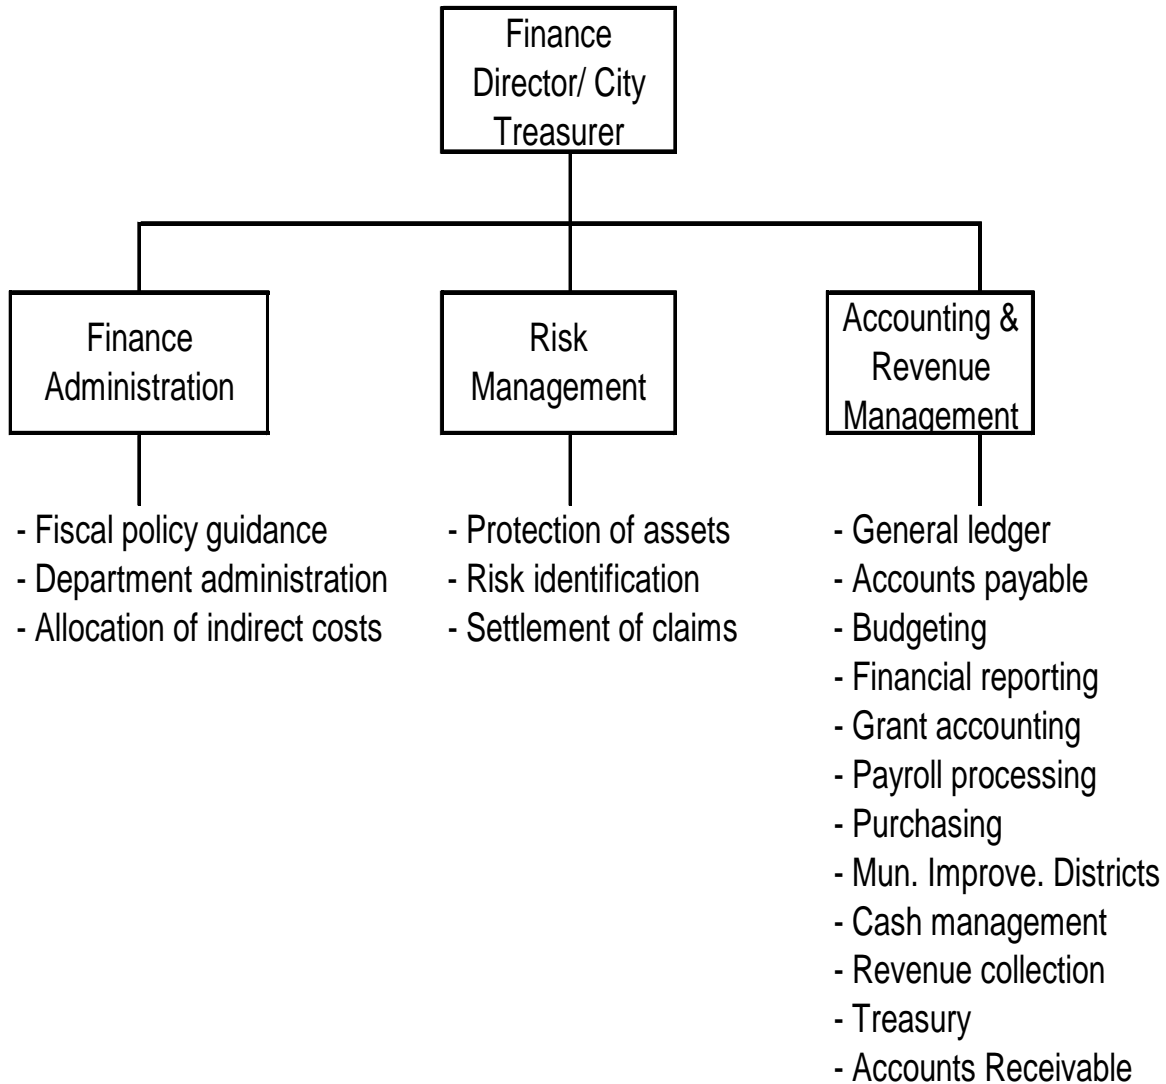 Finance
Director/ City
Treasurer
Finance
Administration
Risk
Management
Accounting &
Revenue
Management
- Fiscal policy guidance
- Department administration
- Allocation of indirect costs
- Protection of assets
- Risk identification
- Settlement of claims
- General ledger
- Accounts payable
- Budgeting
- Financial reporting
- Grant accounting
- Payroll processing
- Purchasing
- Mun. Improve. Districts
- Cash management
- Revenue collection
- Treasury
- Accounts Receivable